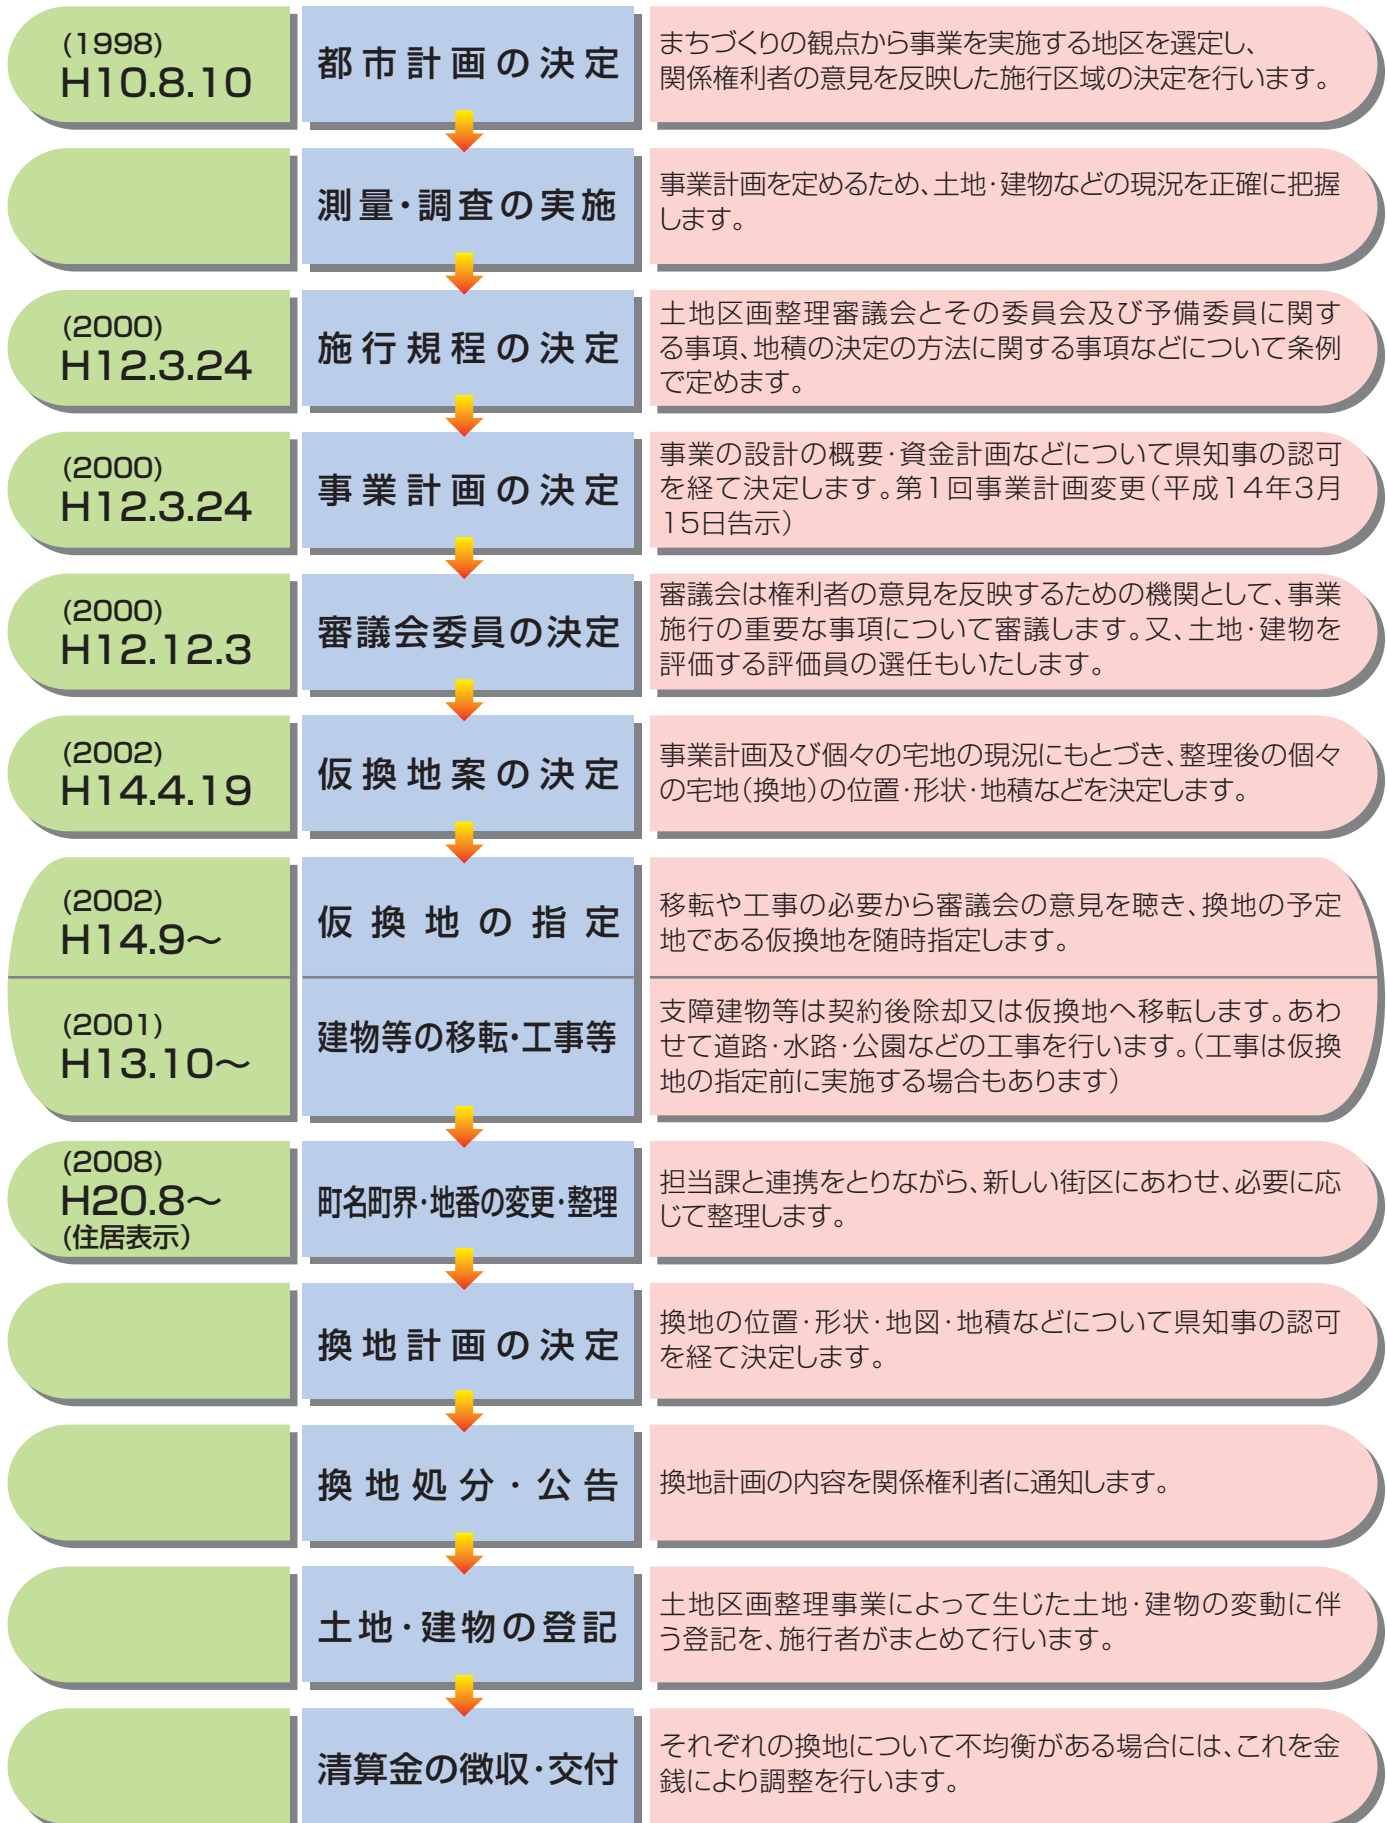 (1998)
H10.8.10
都市計画の決定
まちづくりの観点から事業を実施する地区を選定し、
関係権利者の意見を反映した施行区域の決定を行います。
測量・調査の実施
事業計画を定めるため、土地・建物などの現況を正確に把握
します。
(2000)
H12.3.24
施行規程の決定
土地区画整理審議会とその委員会及び予備委員に関す
る事項、地積の決定の方法に関する事項などについて条例
で定めます。
(2000)
H12.3.24
事業計画の決定
事業の設計の概要・資金計画などについて県知事の認可
を経て決定します。第1回事業計画変更(平成14年3月
15日告示)
(2000)
H12.12.3
審議会委員の決定
審議会は権利者の意見を反映するための機関として、事業
施行の重要な事項について審議します。又、土地・建物を
評価する評価員の選任もいたします。
(2002)
H14.4.19
仮換地案の決定
事業計画及び個々の宅地の現況にもとづき、整理後の個々
の宅地(換地)の位置・形状・地積などを決定します。
(2002)
H14.9〜
仮換地の指定
移転や工事の必要から審議会の意見を聴き、換地の予定
地である仮換地を随時指定します。
(2001)
H13.10〜
建物等の移転・工事等
支障建物等は契約後除却又は仮換地へ移転します。あわ
せて道路・水路・公園などの工事を行います。(工事は仮換
地の指定前に実施する場合もあります)
(2008)
H20.8〜
(住居表示)
町名町界・地番の変更・整理
担当課と連携をとりながら、新しい街区にあわせ、必要に応
じて整理します。
換地計画の決定
換地の位置・形状・地図・地積などについて県知事の認可
を経て決定します。
換地処分・公告
換地計画の内容を関係権利者に通知します。
土地・建物の登記
土地区画整理事業によって生じた土地・建物の変動に伴
う登記を、施行者がまとめて行います。
清算金の徴収・交付
それぞれの換地について不均衡がある場合には、これを金
銭により調整を行います。